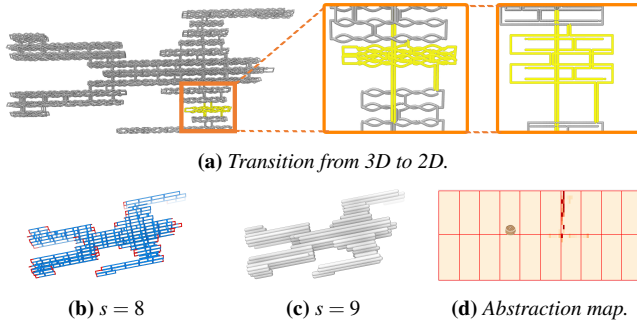 (a) Transition from 3D to 2D.
(b) s = 8
(c) s = 9
(d) Abstraction map.